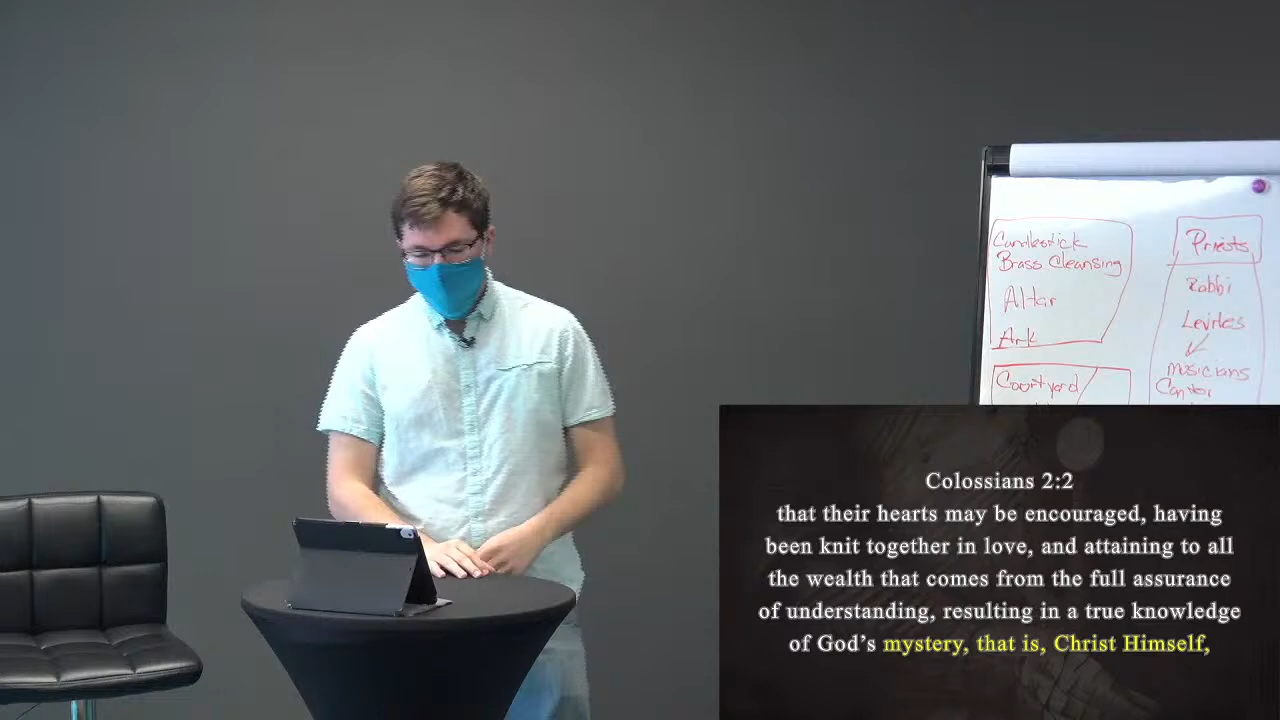 Candlestick
Brass Cleansing
Altar
Ark
Courtyard
Priests
Rabbi
Levites
Musicians
Cantor
Colossians 2:2
that their hearts may be encouraged, having
been knit together in love, and attaining to all
the wealth that comes from the full assurance
of understanding, resulting in a true knowledge
of God's mystery, that is, Christ Himself,